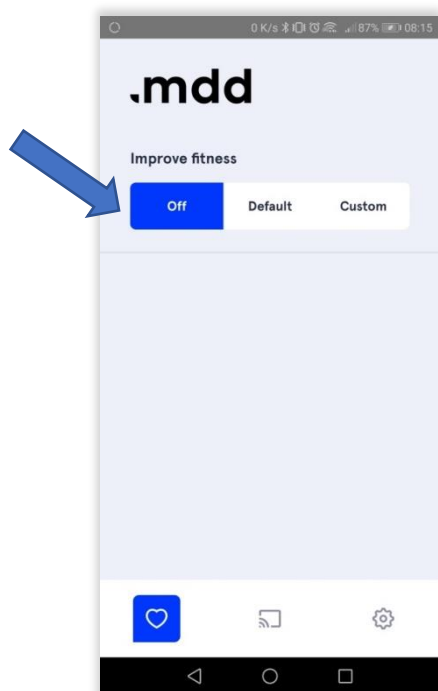 0 K/s 87% 08:15
.mdd
Improve fitness
Off Default Custom